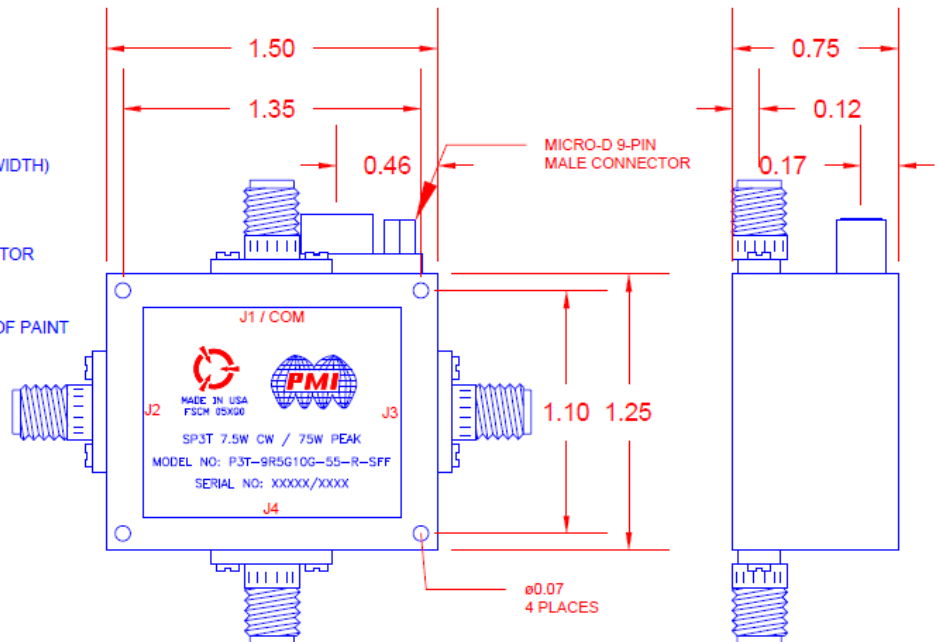 1.50
0.75
1.35
0.12
MICRO-D 9-PIN
MALE CONNECTOR
WIDTH)
0.46
0.17
TOR
OF PAINT
J1 / COM
PMI
MADE IN USA
FSCM 05XG0
J2
J3
1.10
1.25
SP3T 7.5W CW / 75W PEAK
MODEL NO: P3T-9R5G10G-55-R-SFF
SERIAL NO: XXXXX/XXXX
J4
ø0.07
4 PLACES